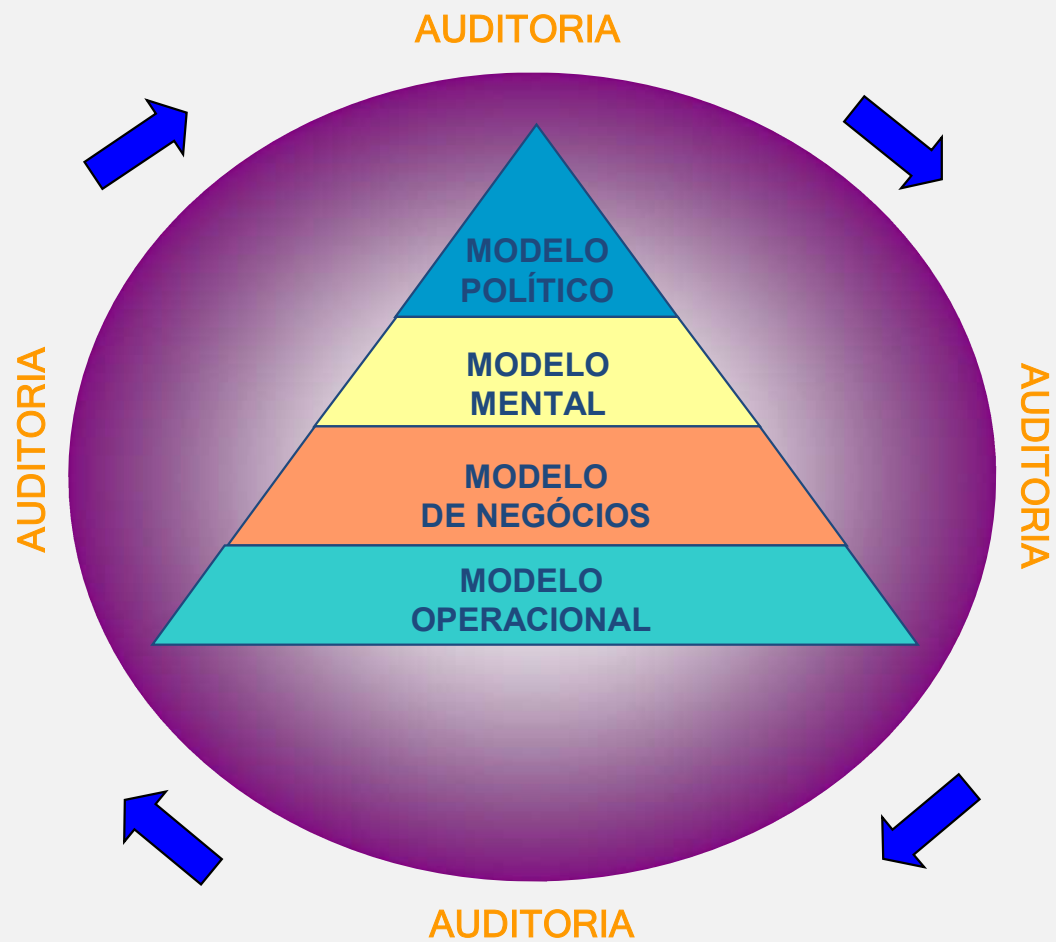 AUDITORIA
MODELO
POLÍTICO
MODELO
MENTAL
MODELO
DE NEGÓCIOS
MODELO
OPERACIONAL
AUDITORIA
AUDITORIA
AUDITORIA